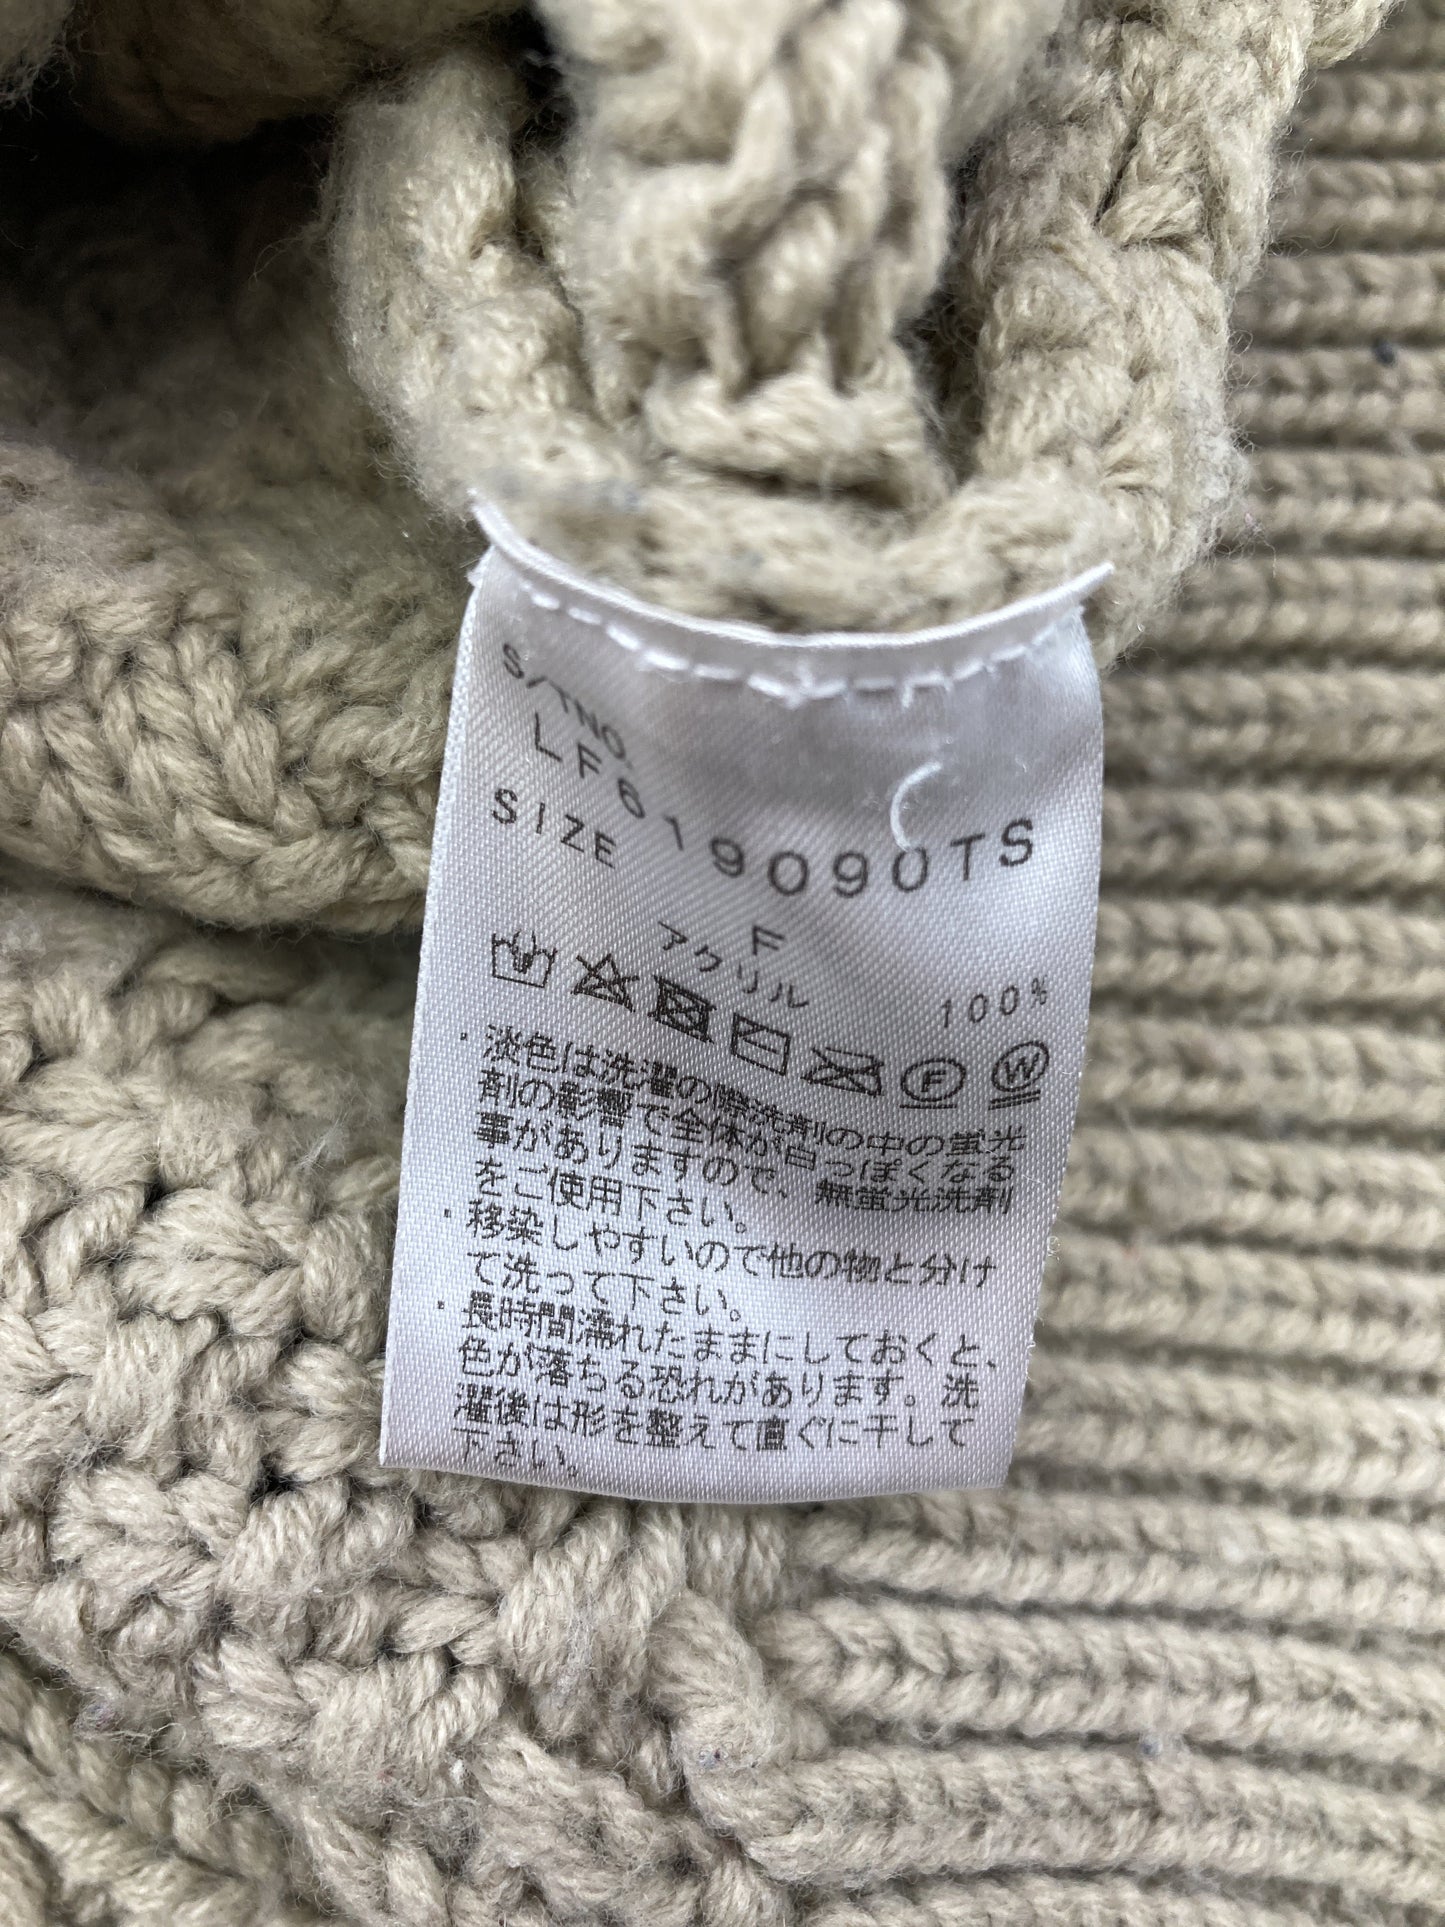 S/TNO.
LF619090TS
SIZE
F
アクリル 100%
F W
・淡色は洗濯の際洗剤の中の蛍光
剤の影響で全体が白っぽくなる
事がありますので、無蛍光洗剤
をご使用下さい。
・移染しやすいので他の物と分け
て洗って下さい。
・長時間濡れたままにしておくと、
色が落ちる恐れがあります。洗
濯後は形を整えて直ぐに干して
下さい。